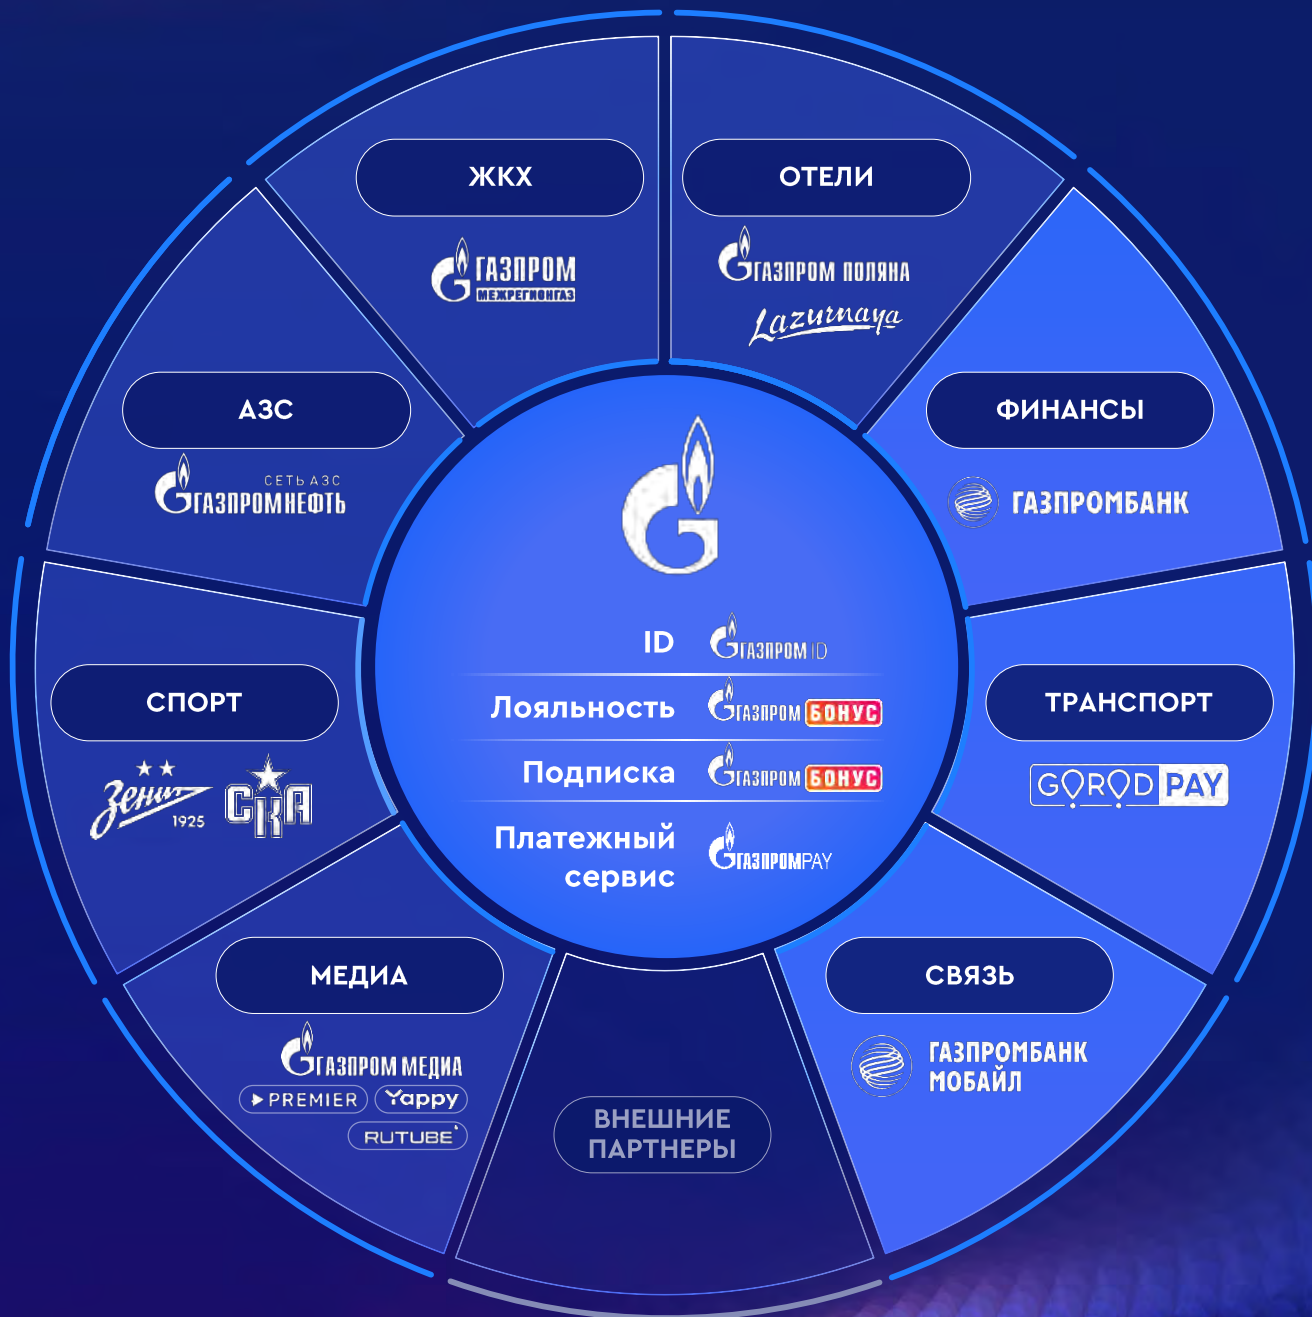 ЖКХ
ГАЗПРОМ
МЕЖРЕГИОНГАЗ
ОТЕЛИ
ГАЗПРОМ ПОЛЯНА
Lazurnaya
АЗС
СЕТЬ АЗС
ГАЗПРОМНЕФТЬ
ФИНАНСЫ
ГАЗПРОМБАНК
СПОРТ
Зенит
1925
СКА
ТРАНСПОРТ
GOROD PAY
ID
ГАЗПРОМ ID
Лояльность
ГАЗПРОМ БОНУС
Подписка
ГАЗПРОМ БОНУС
Платежный
сервис
ГАЗПРОМ PAY
МЕДИА
ГАЗПРОМ МЕДИА
PREMIER
Yappy
RUTUBE
СВЯЗЬ
ГАЗПРОМБАНК
МОБАЙЛ
ВНЕШНИЕ
ПАРТНЕРЫ